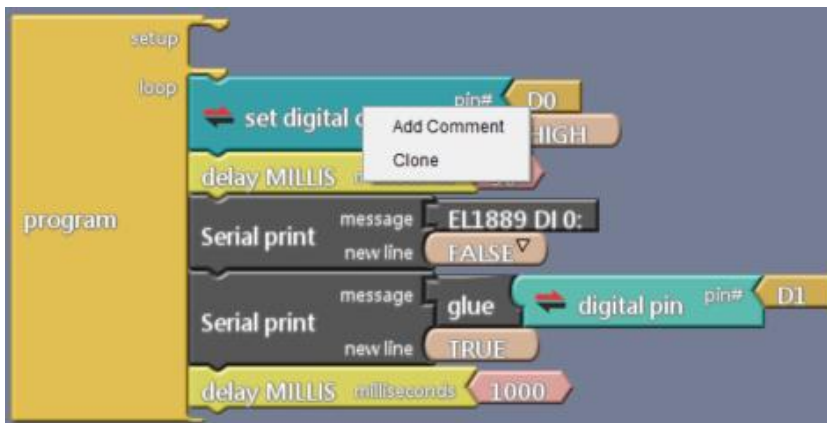 setup
loop
program
set digital
pin# D0
HIGH
Add Comment
Clone
delay MILLIS
Serial print
message EL1889 DI 0:
new line FALSE
Serial print
message glue digital pin pin# D1
new line TRUE
delay MILLIS milliseconds 1000